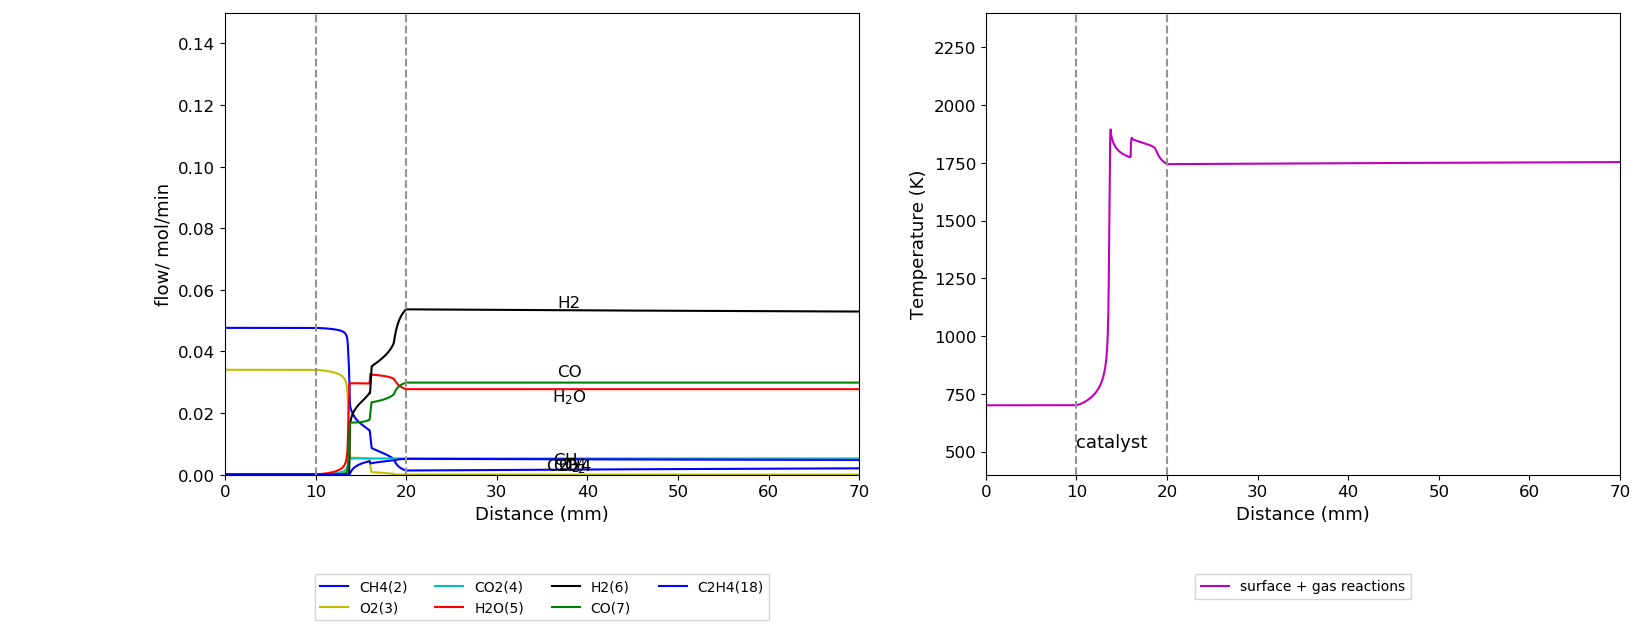 0.14
0.12
0.10
0.08
0.06
0.04
0.02
0.00
flow/ mol/min
H2
CO
H₂O
0
10
20
30
40
50
60
70
Distance (mm)
CH4(2)
CO2(4)
H2(6)
C2H4(18)
O2(3)
H2O(5)
CO(7)
2250
2000
1750
1500
1250
1000
750
500
Temperature (K)
catalyst
0
10
20
30
40
50
60
70
Distance (mm)
surface + gas reactions